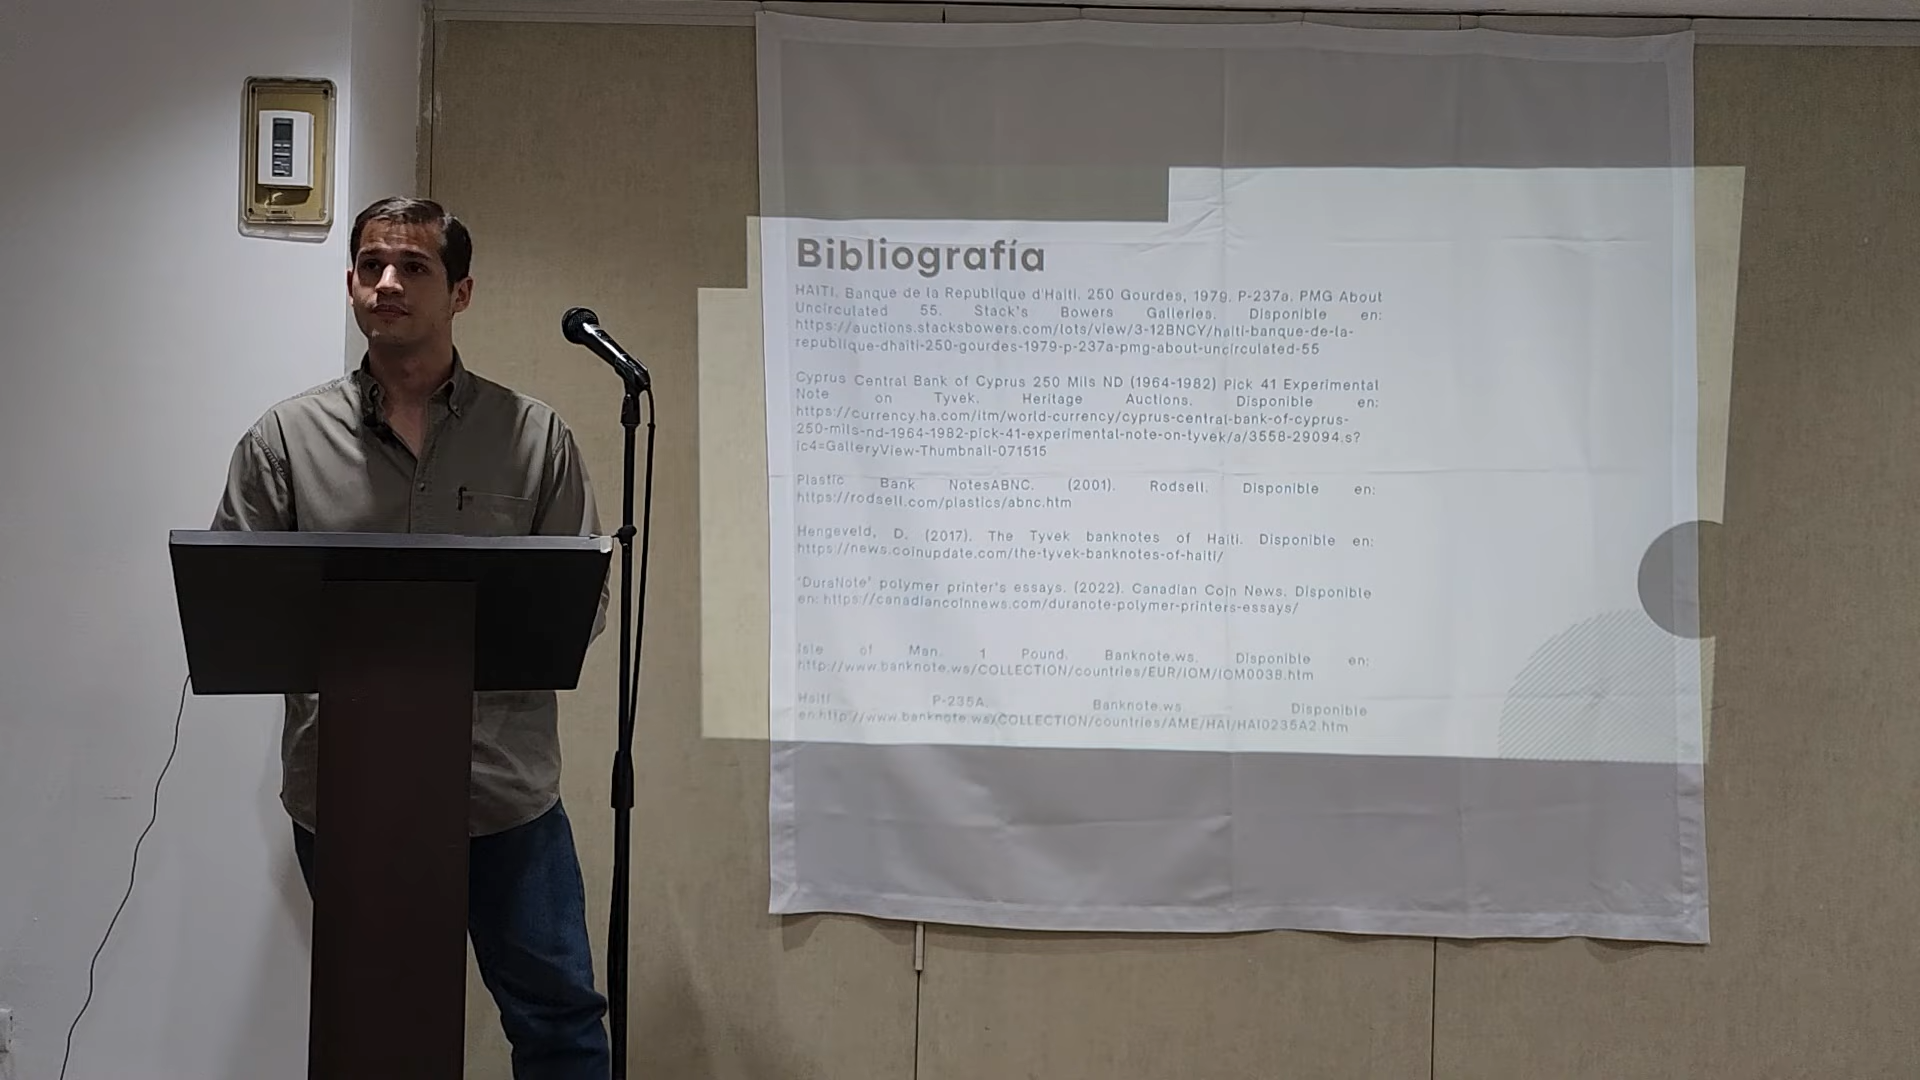 Bibliografía
HAITI. Banque de la Republique d'Haiti. 250 Gourdes, 1979. P-237a. PMG About
Uncirculated 55. Stack's Bowers Galleries. Disponible en:
https://auctions.stacksbowers.com/lots/view/3-12BNCY/haiti-banque-de-la-
republique-dhaiti-250-gourdes-1979-p-237a-pmg-about-uncirculated-55
Cyprus Central Bank of Cyprus 250 Mils ND (1964-1982) Pick 41 Experimental
Note on Tyvek. Heritage Auctions. Disponible en:
https://currency.ha.com/itm/world-currency/cyprus-central-bank-of-cyprus-
250-mils-nd-1964-1982-pick-41-experimental-note-on-tyvek/a/3558-29094.s?
ic4=GalleryView-Thumbnail-071515
Plastic Bank NotesABNC. (2001). Rodsell. Disponible en:
https://rodsell.com/plastics/abnc.htm
Hengeveld, D. (2017). The Tyvek banknotes of Haiti. Disponible en:
https://news.coinupdate.com/the-tyvek-banknotes-of-haiti/
'DuraNote' polymer printer's essays. (2022). Canadian Coin News. Disponible
en: https://canadiancoinnews.com/duranote-polymer-printers-essays/
Isle of Man. 1 Pound. Banknote.ws. Disponible en:
http://www.banknote.ws/COLLECTION/countries/EUR/IOM/IOM0038.htm
Haiti P-235A. Banknote.ws Disponible
en:http://www.banknote.ws/COLLECTION/countries/AME/HAI/HAI0235A2.htm